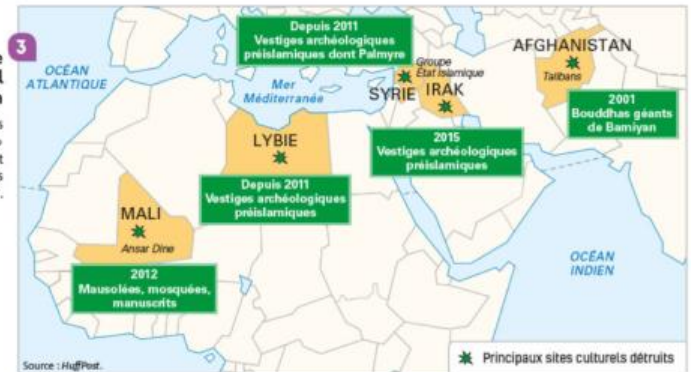 3
e
l
n
s
,
t
s
.
OCÉAN
ATLANTIQUE
Depuis 2011
Vestiges archéologiques
préislamiques dont Palmyre
Mer
Méditerranée
Groupe
État Islamique
SYRIE
IRAK
AFGHANISTAN
Talibans
2001
Bouddhas géants
de Bamiyan
LYBIE
2015
Vestiges archéologiques
préislamiques
Depuis 2011
Vestiges archéologiques
préislamiques
MALI
Ansar Dine
2012
Mausolées, mosquées,
manuscrits
OCÉAN
INDIEN
Source : HuffPost.
Principaux sites culturels détruits